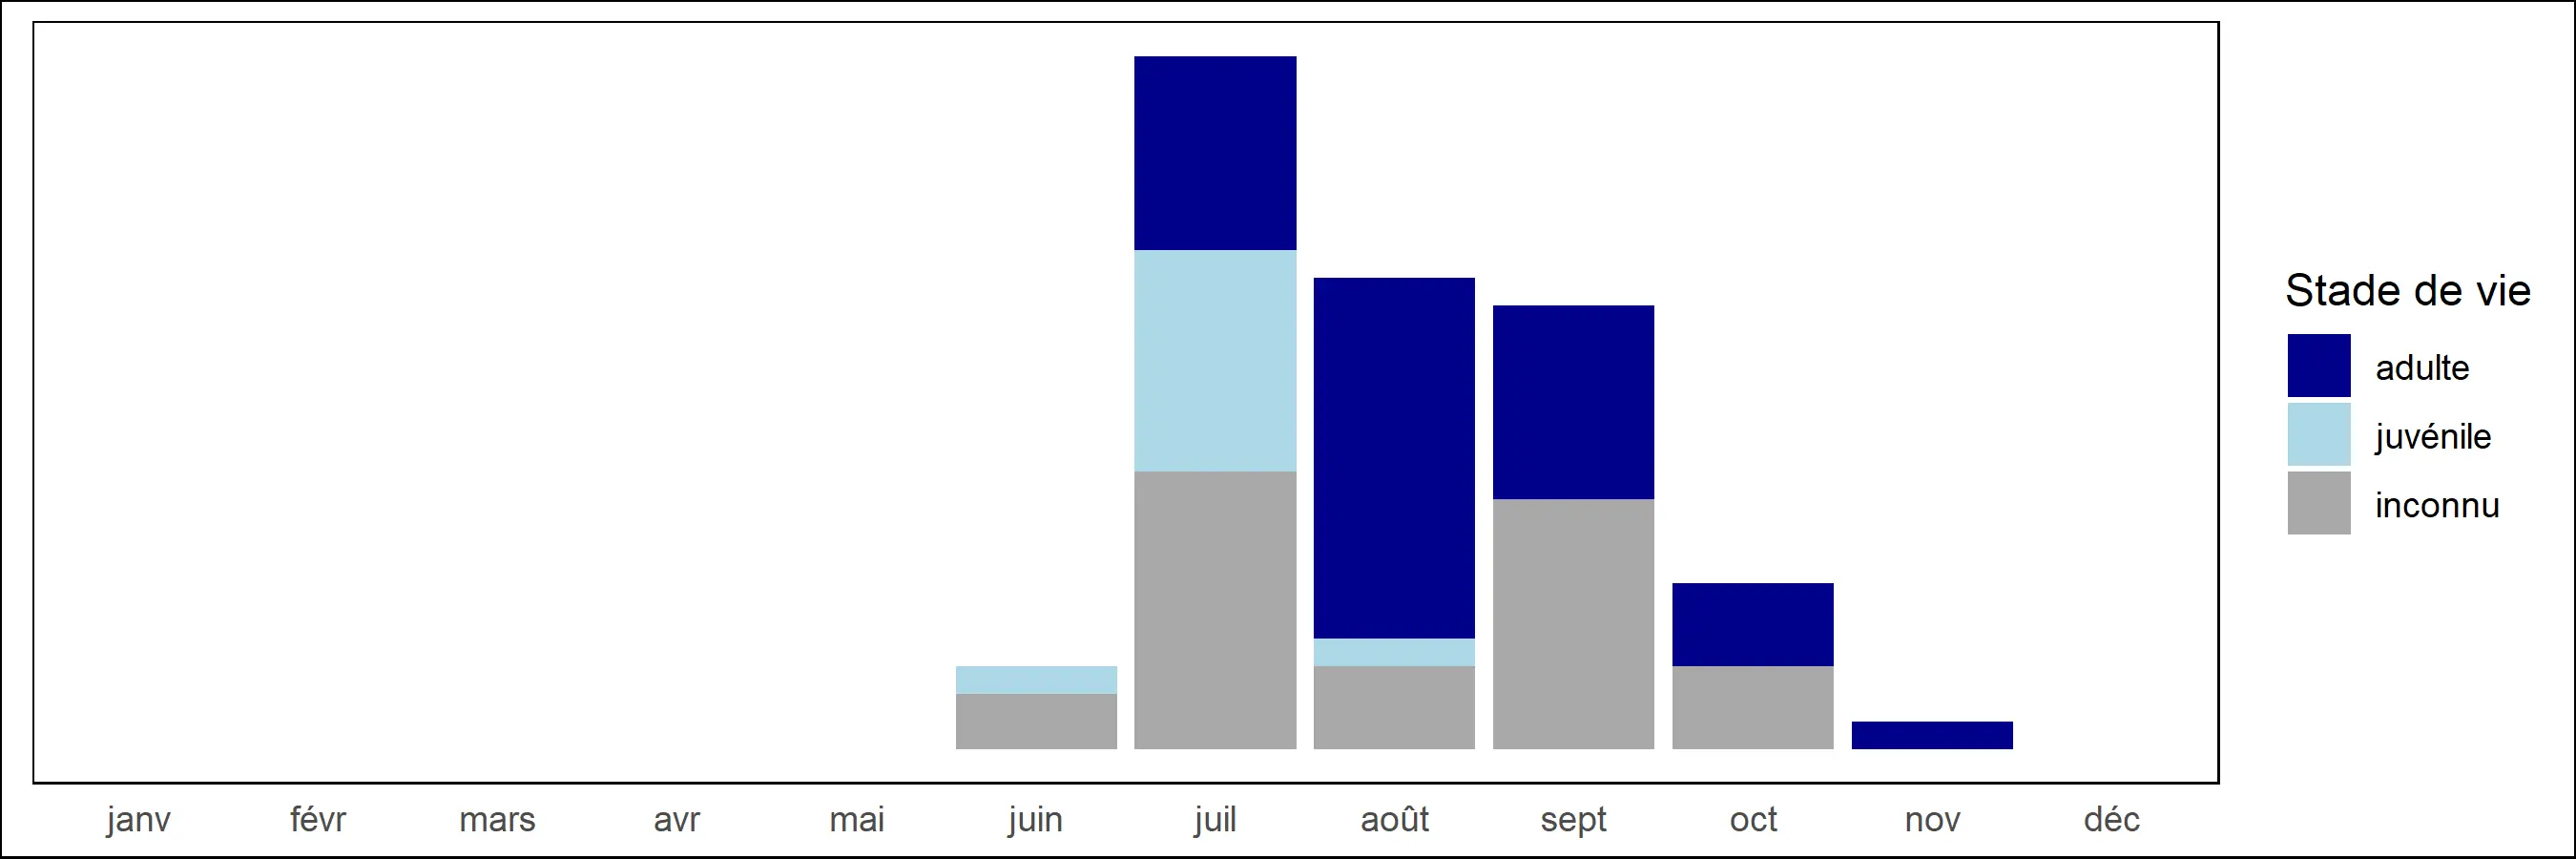 Stade de vie
adulte
juvénile
inconnu
janv févr mars avr mai juin juil août sept oct nov déc